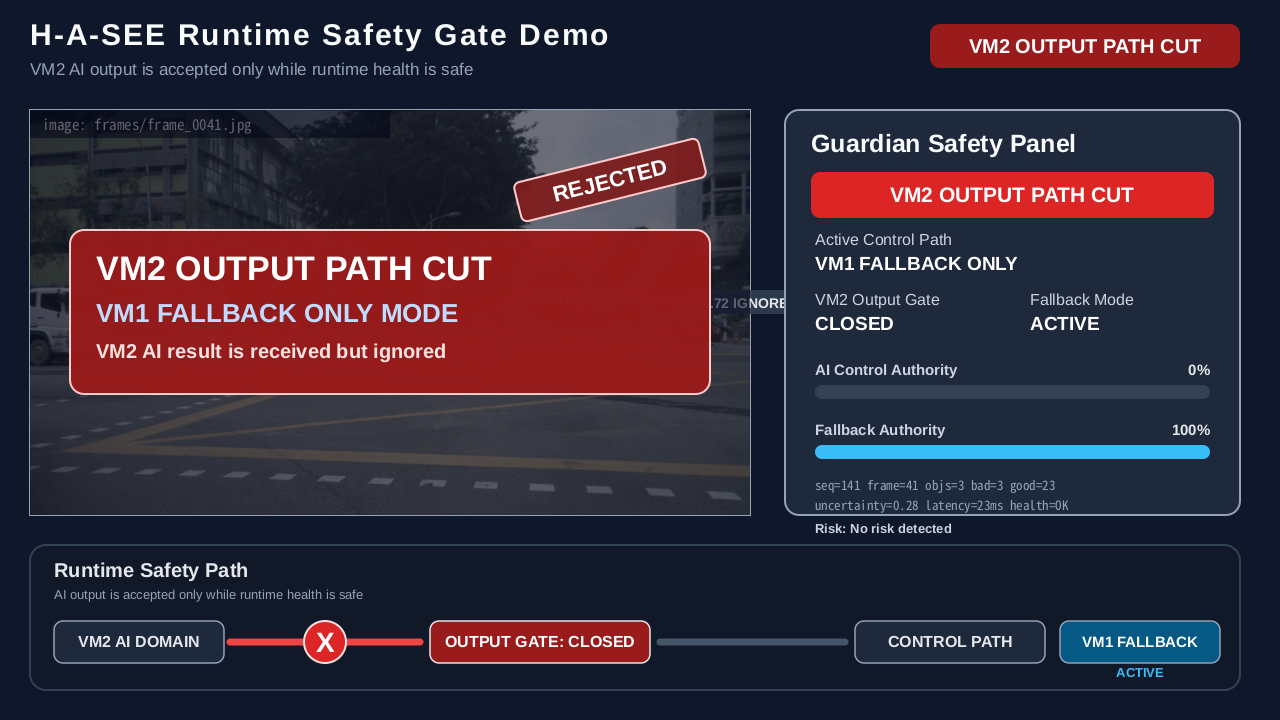 H-A-SEE Runtime Safety Gate Demo
VM2 AI output is accepted only while runtime health is safe
VM2 OUTPUT PATH CUT
image: frames/frame_0041.jpg
REJECTED
VM2 OUTPUT PATH CUT
VM1 FALLBACK ONLY MODE
VM2 AI result is received but ignored
.72 IGNORE
Guardian Safety Panel
VM2 OUTPUT PATH CUT
Active Control Path
VM1 FALLBACK ONLY
VM2 Output Gate
CLOSED
Fallback Mode
ACTIVE
AI Control Authority 0%
Fallback Authority 100%
seq=141 frame=41 objs=3 bad=3 good=23
uncertainty=0.28 latency=23ms health=OK
Risk: No risk detected
Runtime Safety Path
AI output is accepted only while runtime health is safe
VM2 AI DOMAIN
X
OUTPUT GATE: CLOSED
CONTROL PATH
VM1 FALLBACK
ACTIVE